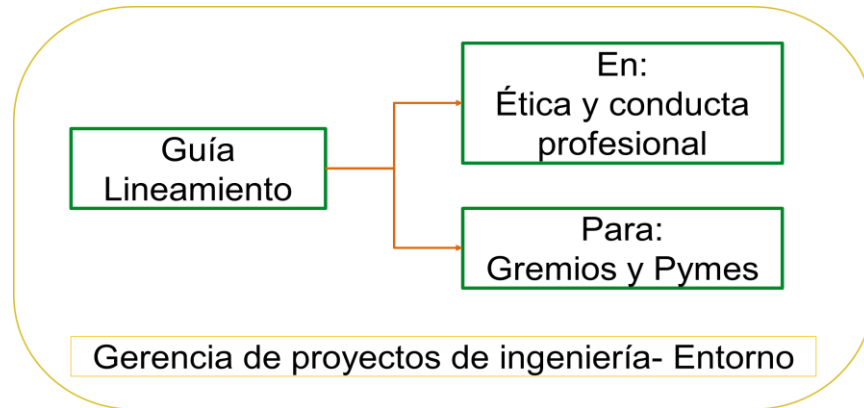 En:
Ética y conducta
profesional
Guía
Lineamiento
Para:
Gremios y Pymes
Gerencia de proyectos de ingeniería- Entorno